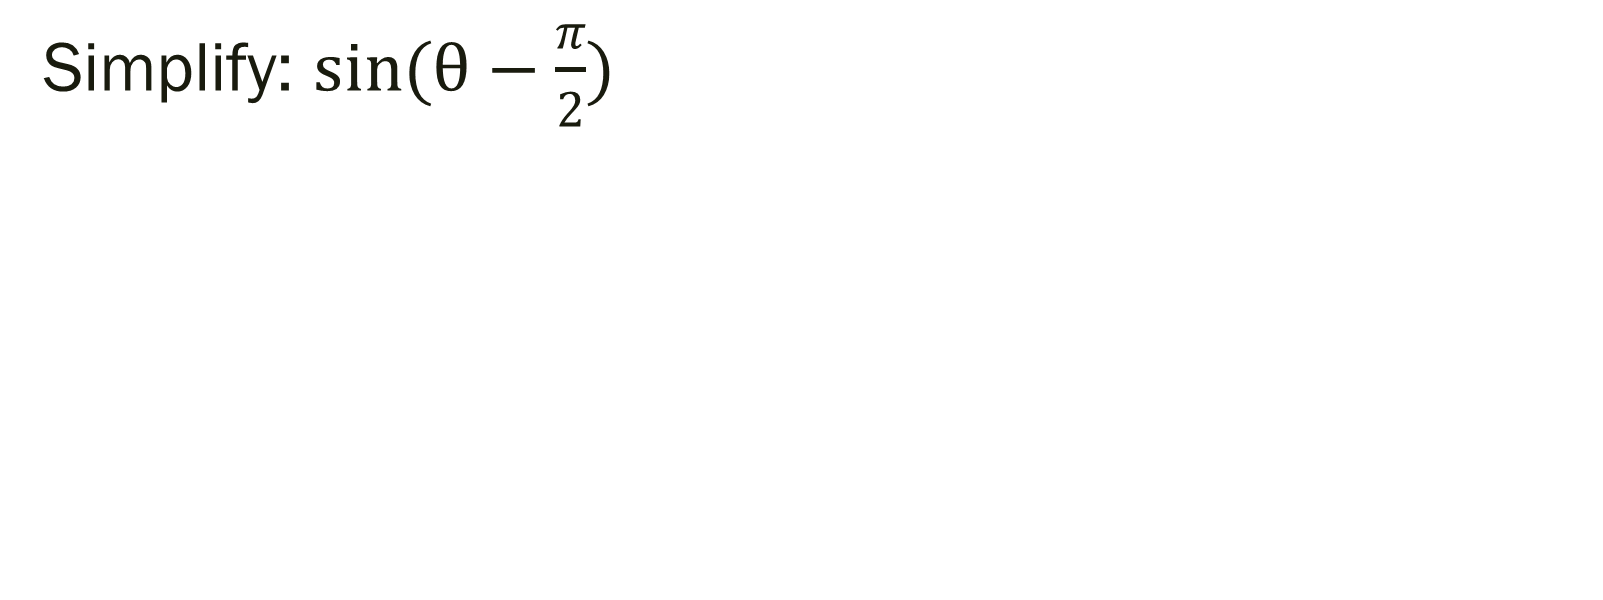 Simplify: sin(θ − π/2)